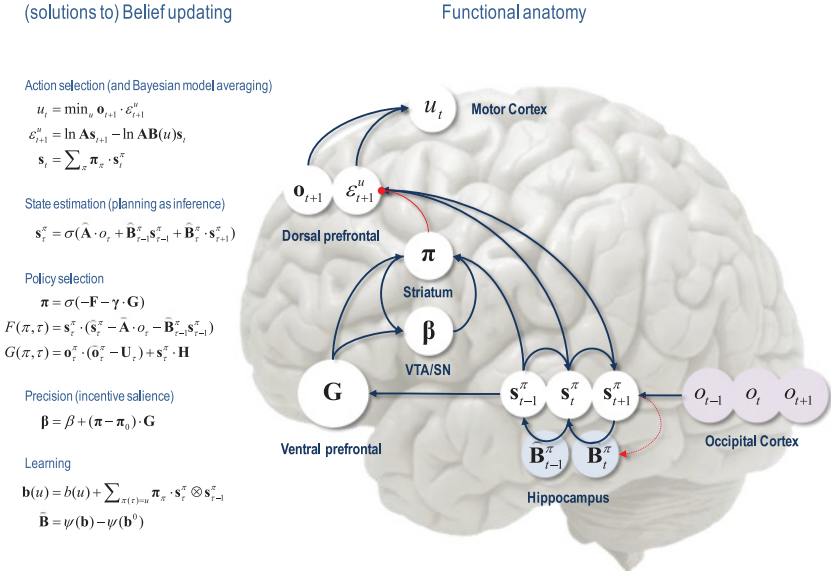 (solutions to) Belief updating
Functional anatomy
Action selection (and Bayesian model averaging)
u_t = min_u o_{t+1} · ε^u_{t+1}
ε^u_{t+1} = ln As_{t+1} − ln AB(u)s_t
s_t = ∑_π π_π · s^π_t
State estimation (planning as inference)
s^π_τ = σ(Â · o_τ + B̂^π_{τ−1} s^π_{τ−1} + B̂^π_τ · s^π_{τ+1})
Policy selection
π = σ(−F − γ · G)
F(π,τ) = s^π_τ · (ŝ^π_τ − Â · o_τ − B̂^π_{τ−1} s^π_{τ−1})
G(π,τ) = o^π_τ · (ô^π_τ − U_τ) + s^π_τ · H
Precision (incentive salience)
β = β + (π − π_0) · G
Learning
b(u) = b(u) + ∑_{π(τ)=u} π_π · s^π_τ ⊗ s^π_{τ−1}
B̂ = ψ(b) − ψ(b^0)
u_t
Motor Cortex
o_{t+1} ε^u_{t+1}
Dorsal prefrontal
π
Striatum
β
VTA/SN
G
Ventral prefrontal
s^π_{t−1} s^π_t s^π_{t+1}
o_{t−1} o_t o_{t+1}
Occipital Cortex
B̂^π_{t−1} B^π_t
Hippocampus